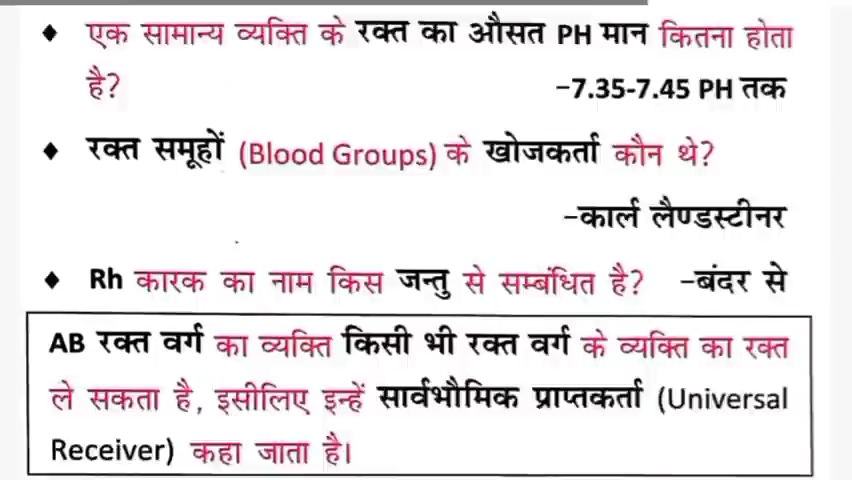 ♦ एक सामान्य व्यक्ति के रक्त का औसत PH मान कितना होता
है? -7.35-7.45 PH तक
♦ रक्त समूहों (Blood Groups) के खोजकर्ता कौन थे?
-कार्ल लैण्डस्टीनर
♦ Rh कारक का नाम किस जन्तु से सम्बंधित है? -बंदर से
AB रक्त वर्ग का व्यक्ति किसी भी रक्त वर्ग के व्यक्ति का रक्त
ले सकता है, इसीलिए इन्हें सार्वभौमिक प्राप्तकर्ता (Universal
Receiver) कहा जाता है।